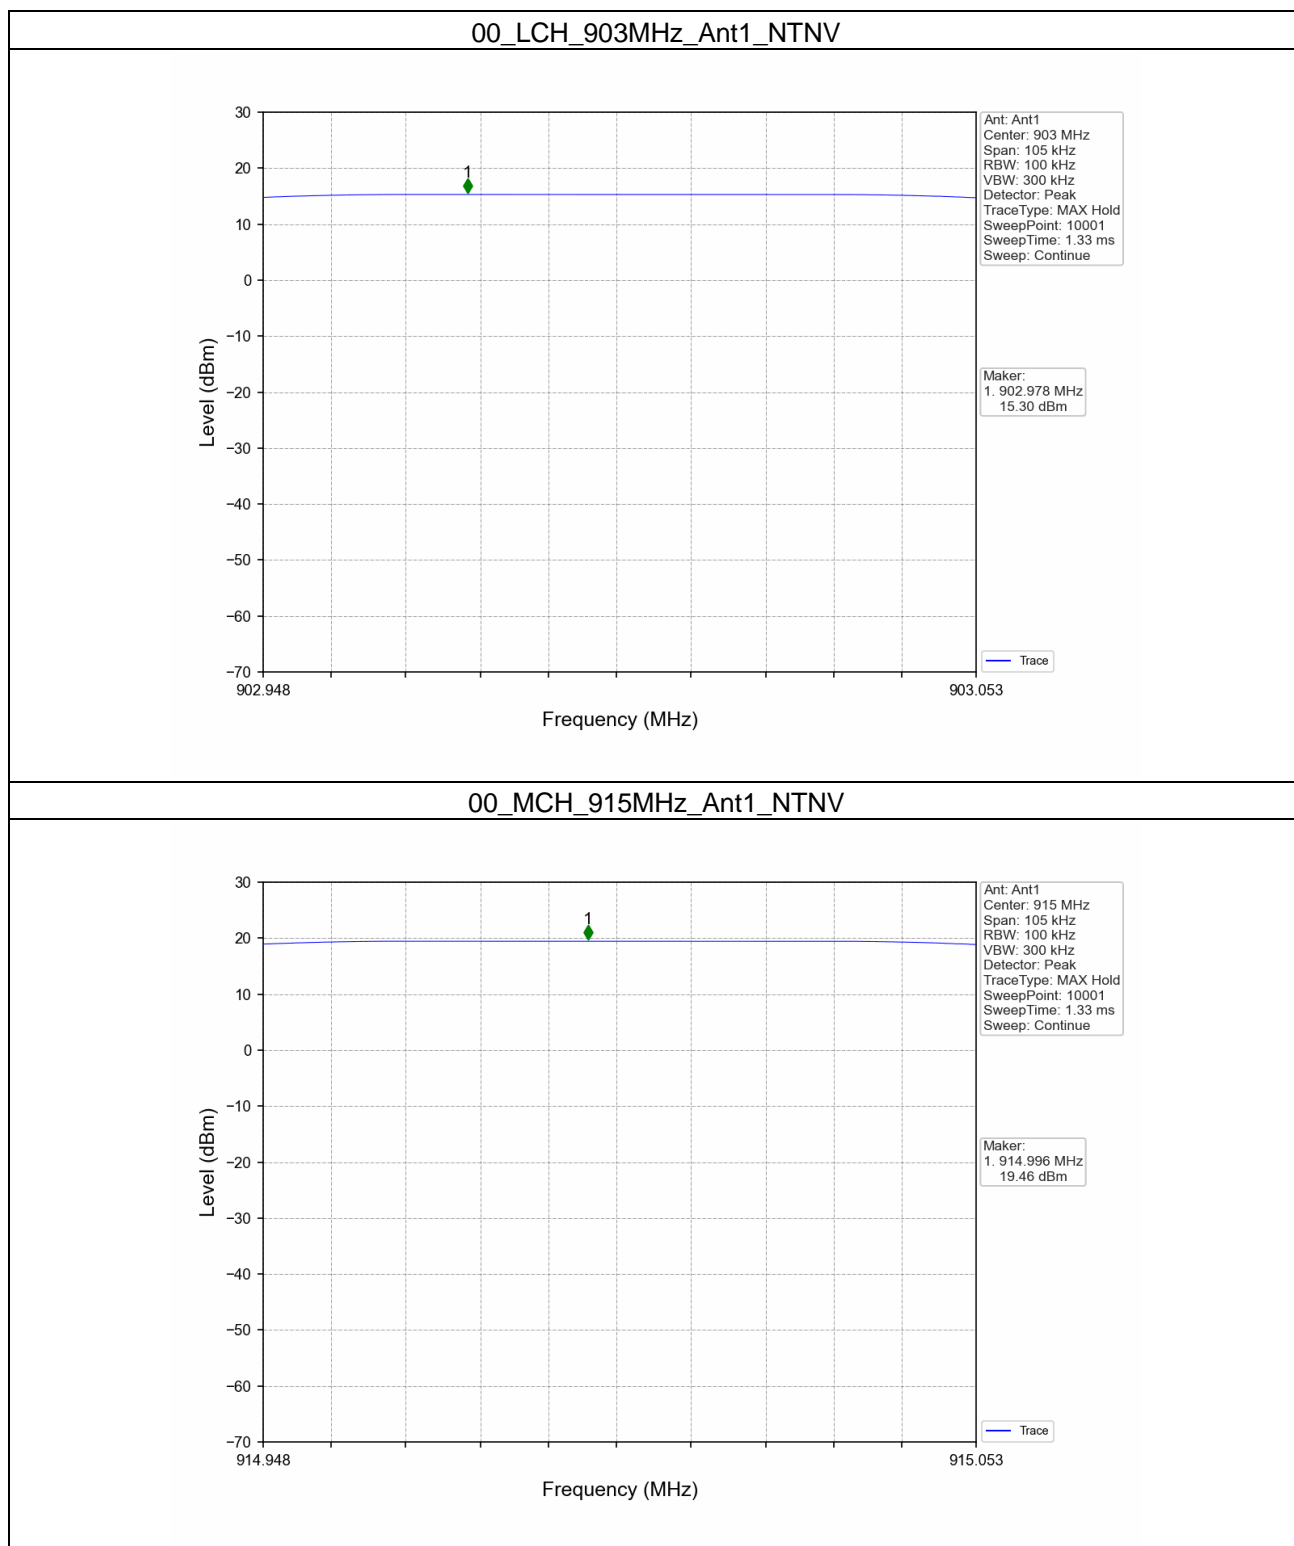 00_LCH_903MHz_Ant1_NTNV
30
20
10
0
−10
−20
−30
−40
−50
−60
−70
Level (dBm)
1
902.948
903.053
Frequency (MHz)
Ant: Ant1
Center: 903 MHz
Span: 105 kHz
RBW: 100 kHz
VBW: 300 kHz
Detector: Peak
TraceType: MAX Hold
SweepPoint: 10001
SweepTime: 1.33 ms
Sweep: Continue
Maker:
1. 902.978 MHz
15.30 dBm
Trace
00_MCH_915MHz_Ant1_NTNV
30
20
10
0
−10
−20
−30
−40
−50
−60
−70
Level (dBm)
1
914.948
915.053
Frequency (MHz)
Ant: Ant1
Center: 915 MHz
Span: 105 kHz
RBW: 100 kHz
VBW: 300 kHz
Detector: Peak
TraceType: MAX Hold
SweepPoint: 10001
SweepTime: 1.33 ms
Sweep: Continue
Maker:
1. 914.996 MHz
19.46 dBm
Trace